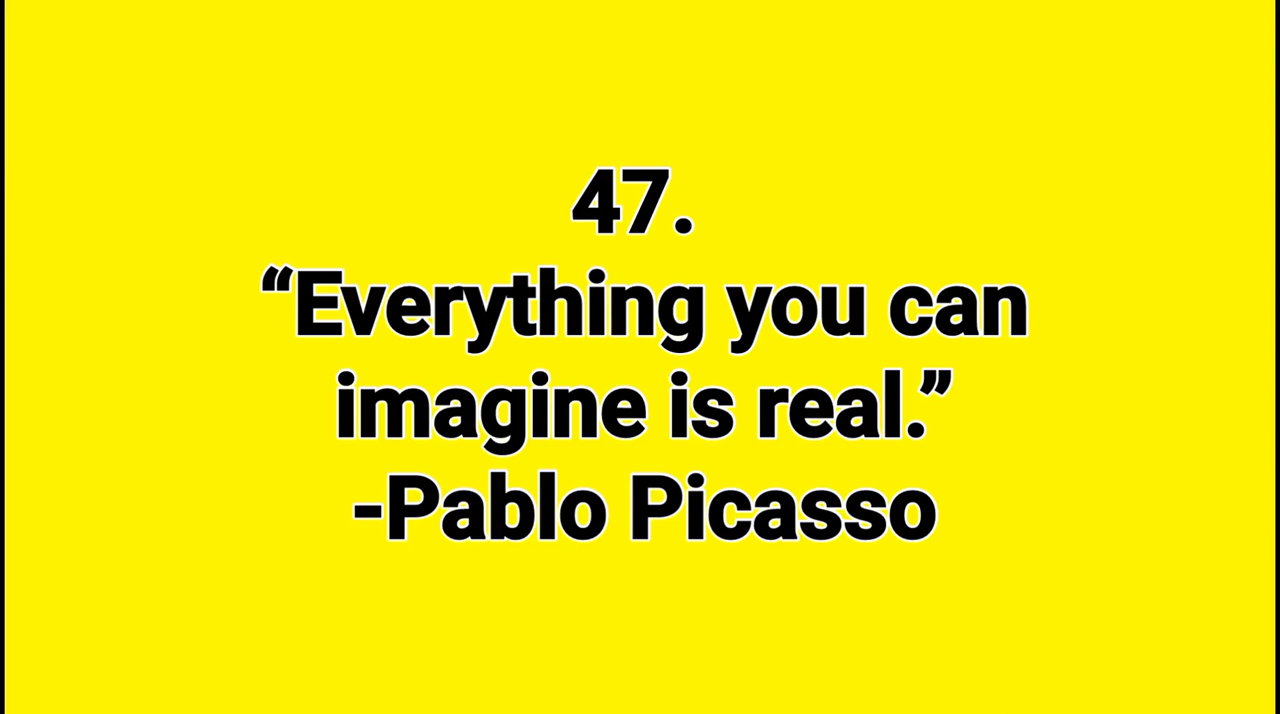 47.
“Everything you can
imagine is real.”
-Pablo Picasso